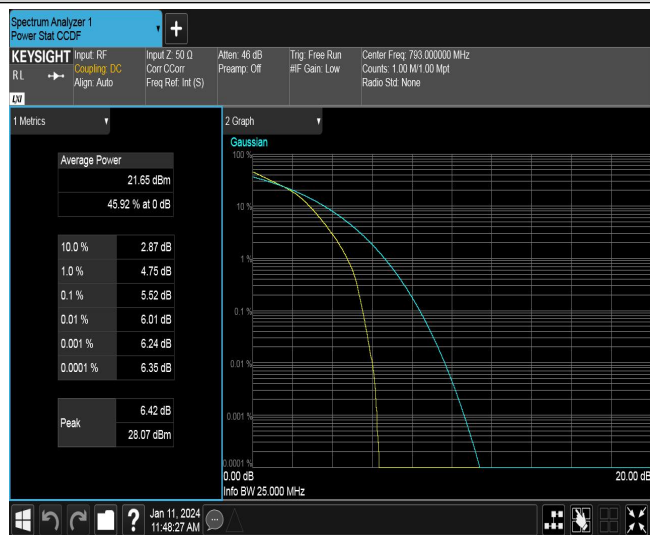 Spectrum Analyzer 1
Power Stat CCDF
+
KEYSIGHT
RL
LXI
Input: RF
Coupling: DC
Align: Auto
Input Z: 50 Ω
Corr CCorr
Freq Ref: Int (S)
Atten: 46 dB
Preamp: Off
Trig: Free Run
#IF Gain: Low
Center Freq: 793.000000 MHz
Counts: 1.00 M/1.00 Mpt
Radio Std: None
1 Metrics
Average Power
21.65 dBm
45.92 % at 0 dB
10.0 % 2.87 dB
1.0 % 4.75 dB
0.1 % 5.52 dB
0.01 % 6.01 dB
0.001 % 6.24 dB
0.0001 % 6.35 dB
Peak
6.42 dB
28.07 dBm
2 Graph
Gaussian
100 %
10 %
1 %
0.1 %
0.01 %
0.001 %
0.0001 %
0.00 dB 20.00 dB
Info BW 25.000 MHz
?
Jan 11, 2024
11:48:27 AM